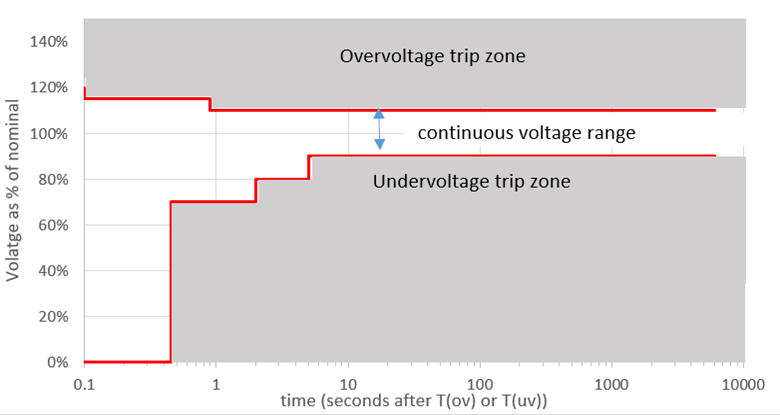 140%
Overvoltage trip zone
120%
100%
continuous voltage range
80%
Undervoltage trip zone
60%
40%
20%
0%
Volatge as % of nominal
0.1 1 10 100 1000 10000
time (seconds after T(ov) or T(uv))